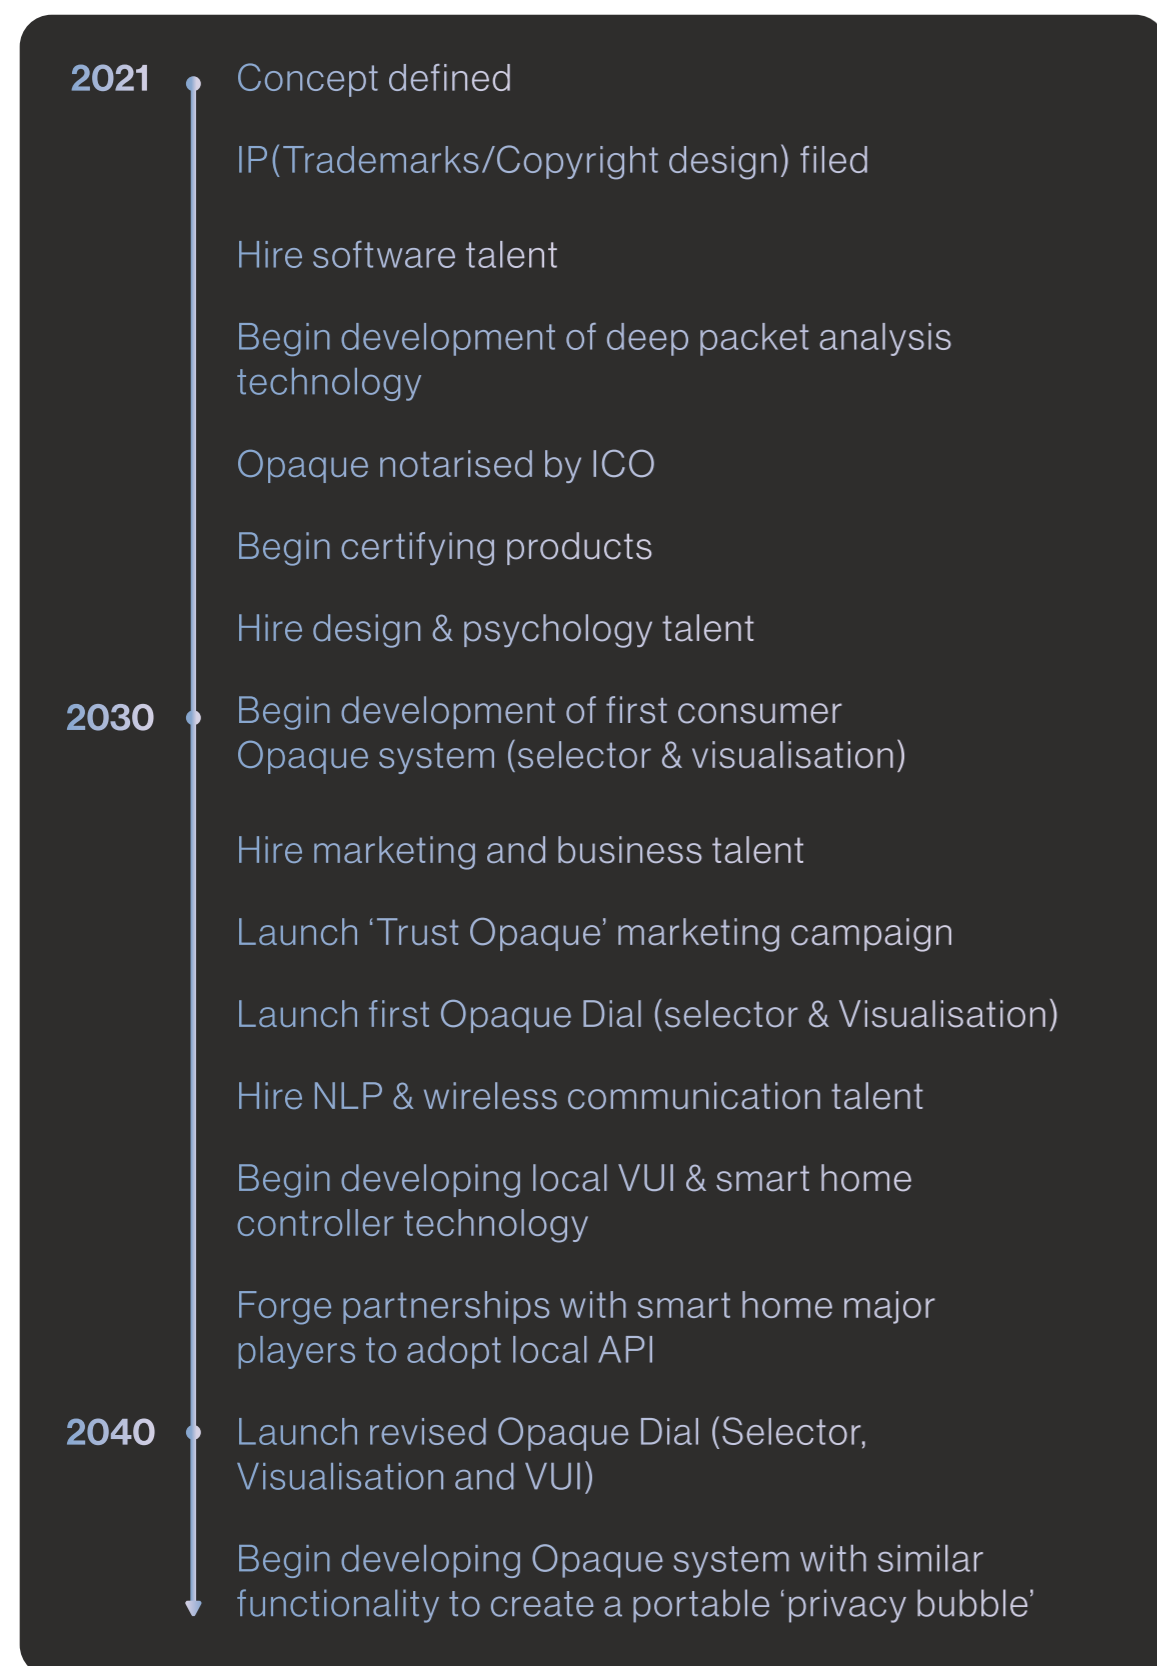 2021 Concept defined
IP(Trademarks/Copyright design) filed
Hire software talent
Begin development of deep packet analysis
technology
Opaque notarised by ICO
Begin certifying products
Hire design & psychology talent
2030 Begin development of first consumer
Opaque system (selector & visualisation)
Hire marketing and business talent
Launch ‘Trust Opaque’ marketing campaign
Launch first Opaque Dial (selector & Visualisation)
Hire NLP & wireless communication talent
Begin developing local VUI & smart home
controller technology
Forge partnerships with smart home major
players to adopt local API
2040 Launch revised Opaque Dial (Selector,
Visualisation and VUI)
Begin developing Opaque system with similar
functionality to create a portable ‘privacy bubble’